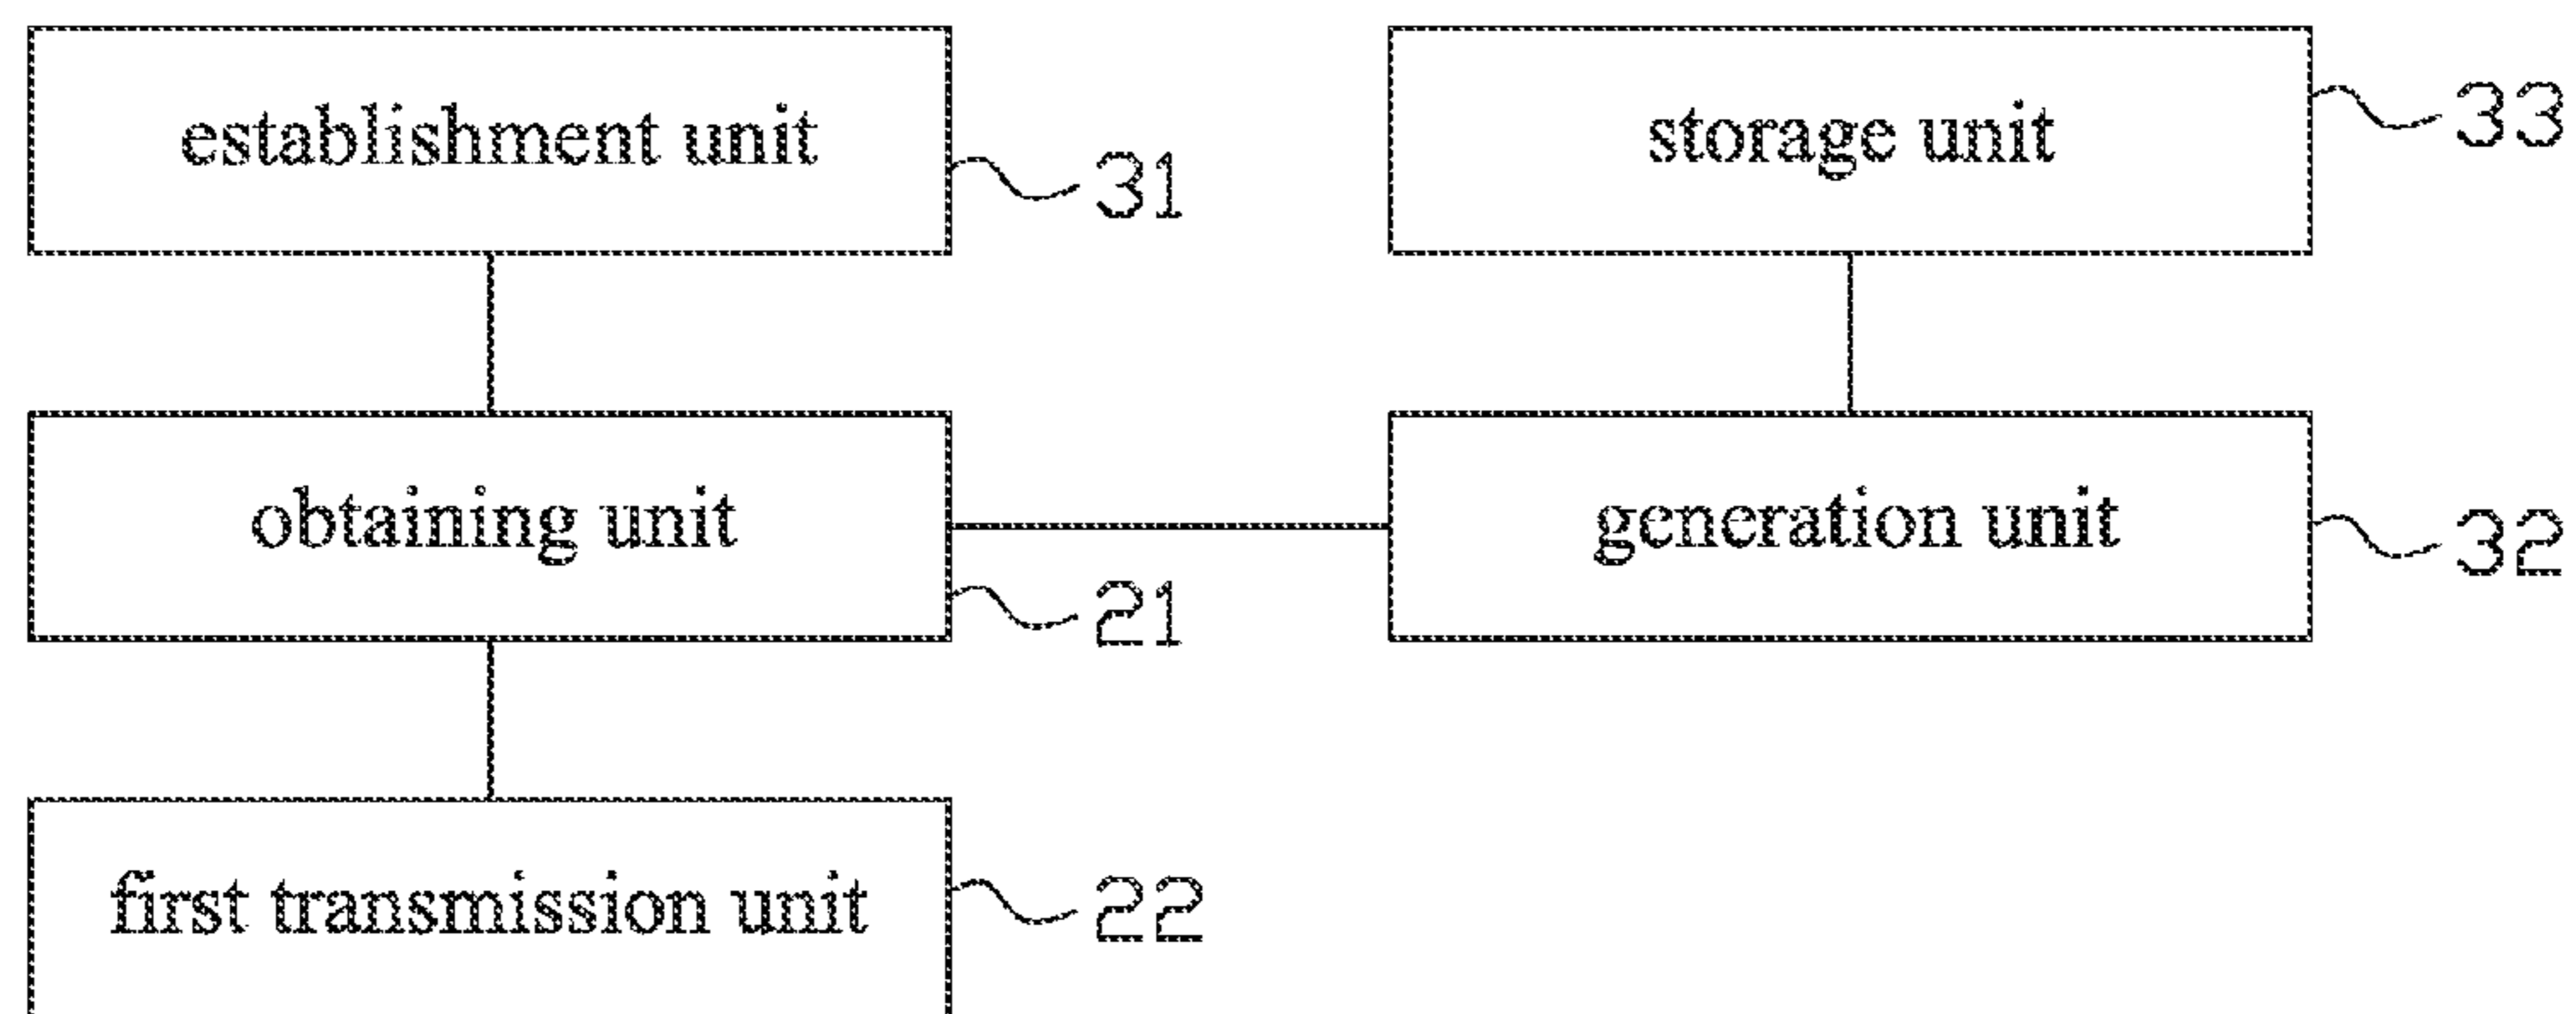 establishment unit
31
storage unit
33
obtaining unit
21
generation unit
32
first transmission unit
22